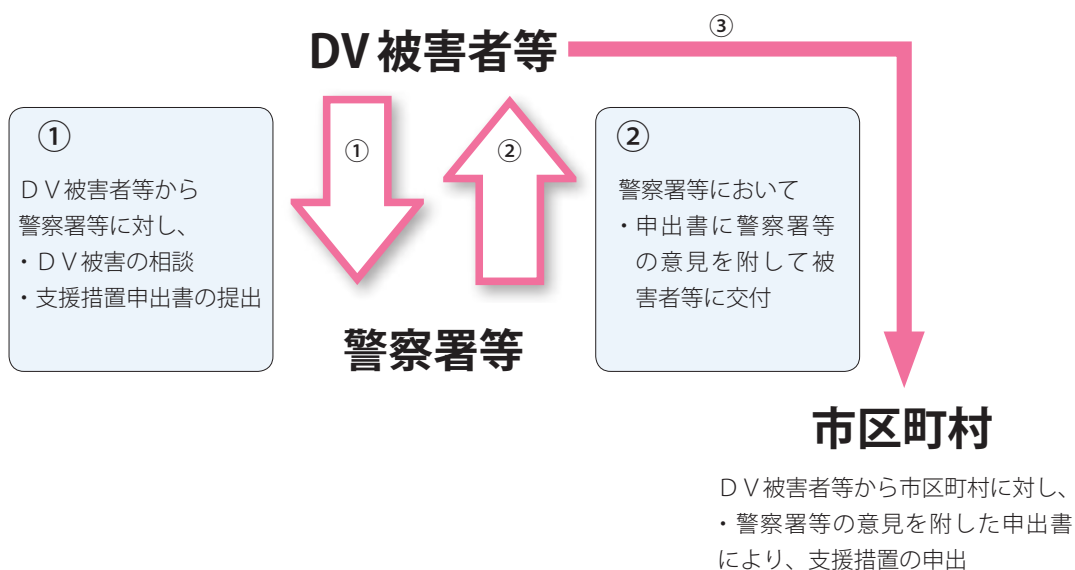 DV被害者等
③
①
DV被害者等から
警察署等に対し、
・DV被害の相談
・支援措置申出書の提出
①
②
②
警察署等において
・申出書に警察署等
の意見を附して被
害者等に交付
警察署等
市区町村
DV被害者等から市区町村に対し、
・警察署等の意見を附した申出書
により、支援措置の申出